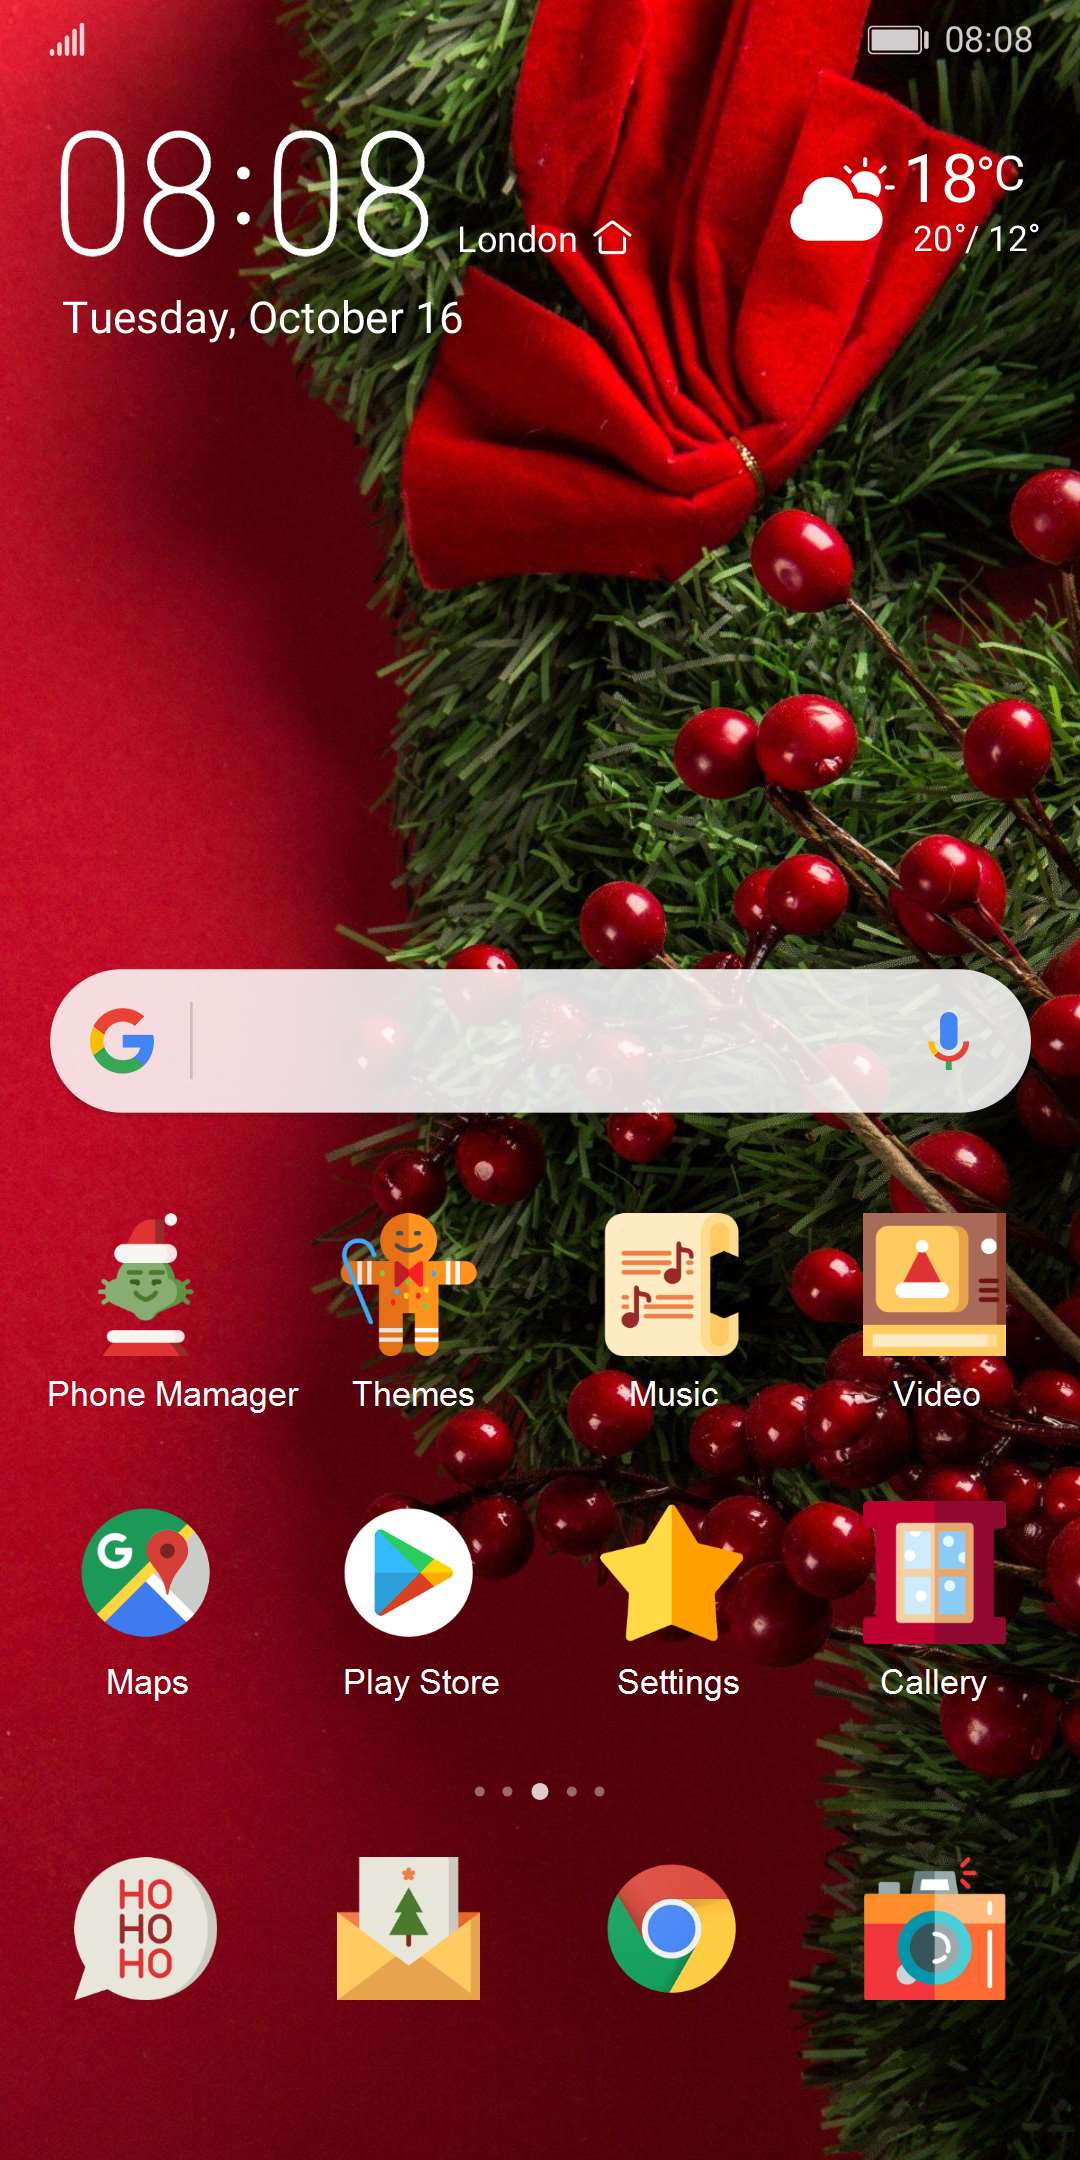 08:08
08:08
London
18°C
20°/ 12°
Tuesday, October 16
G
Phone Mamager
Themes
Music
Video
G
Maps
Play Store
Settings
Callery
HO
HO
HO